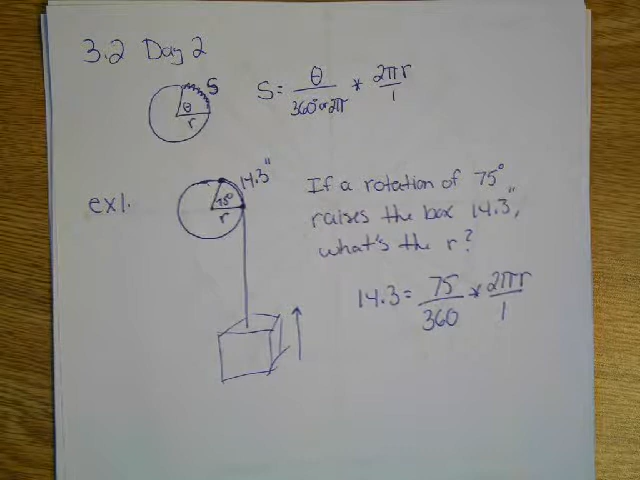 3.2 Day 2
S
θ
r
S = θ / 360° or 2πr * 2πr / 1
ex1.
14.3"
75°
r
If a rotation of 75°
raises the box 14.3",
what's the r?
14.3 = 75 / 360 * 2πr / 1